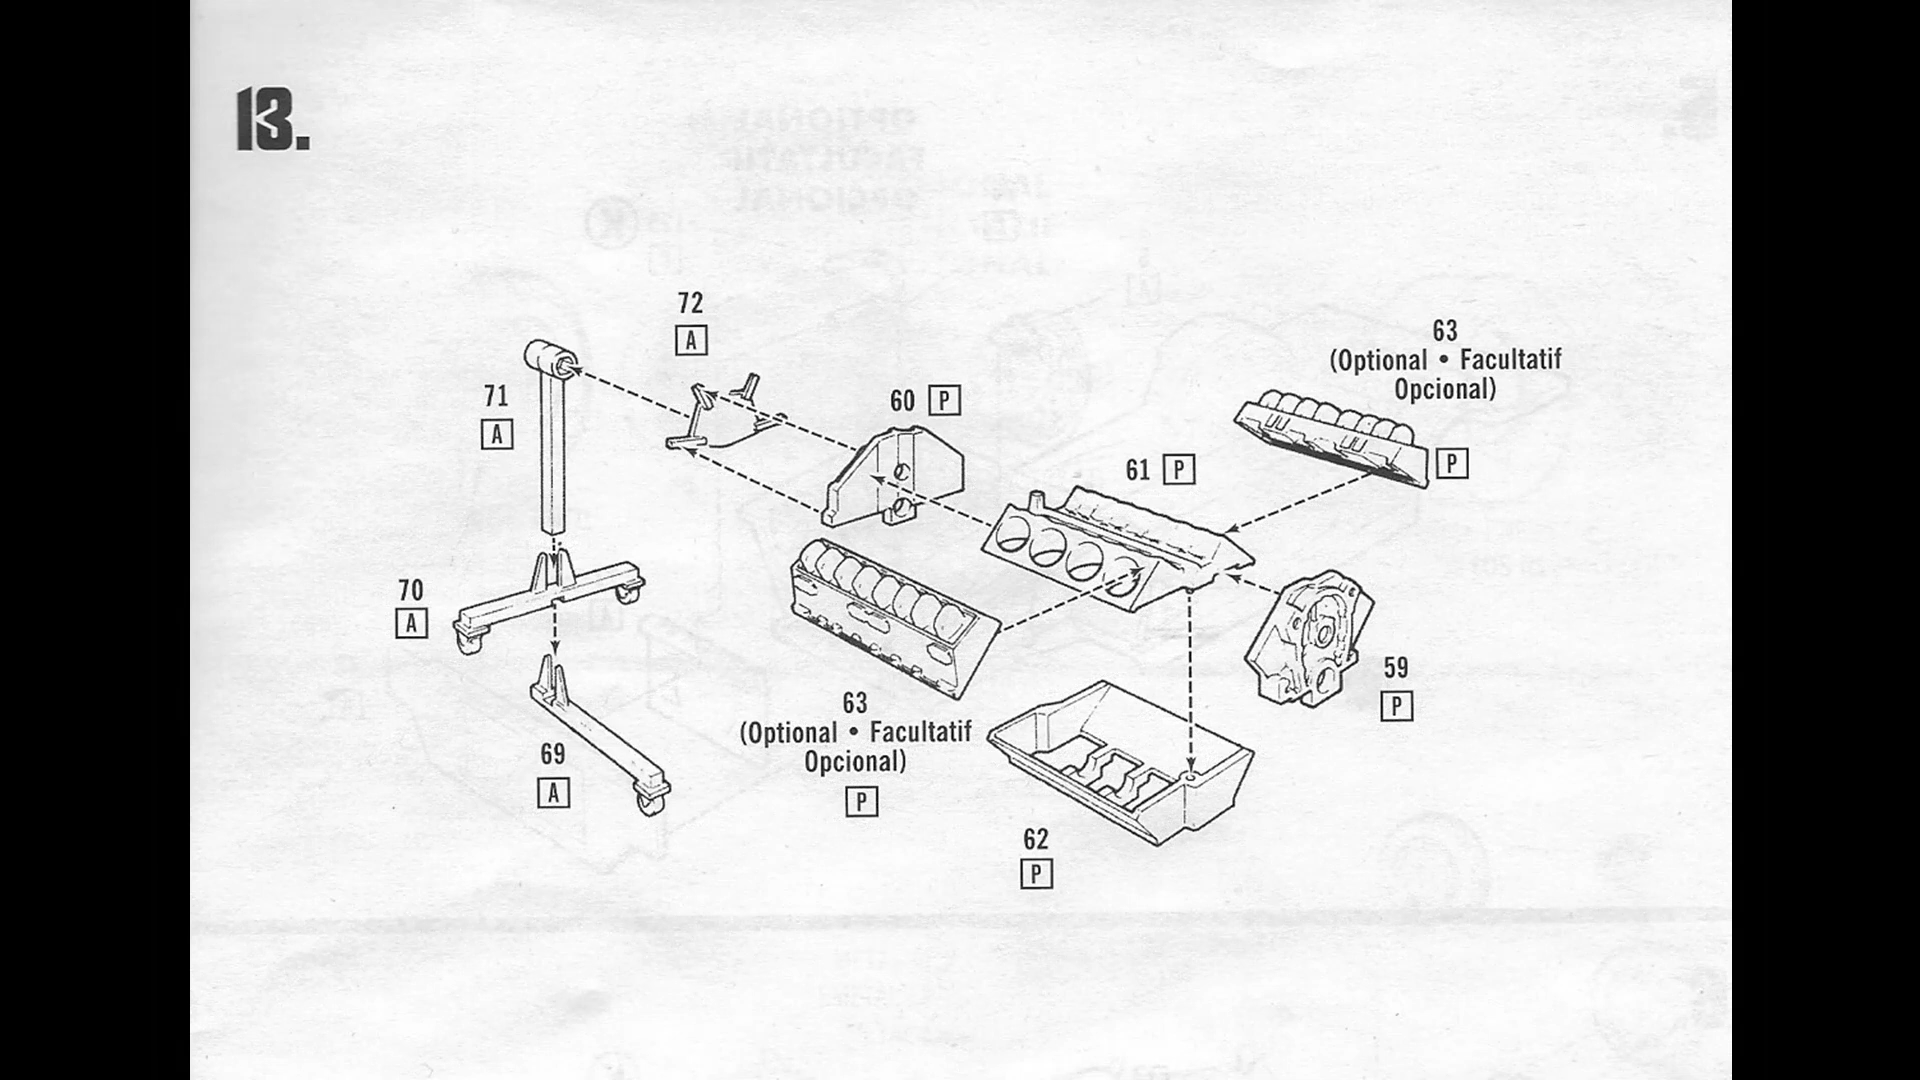 13.
72
A
63
(Optional • Facultatif
Opcional)
P
71
A
60 P
61 P
70
A
59
P
63
(Optional • Facultatif
Opcional)
P
69
A
62
P